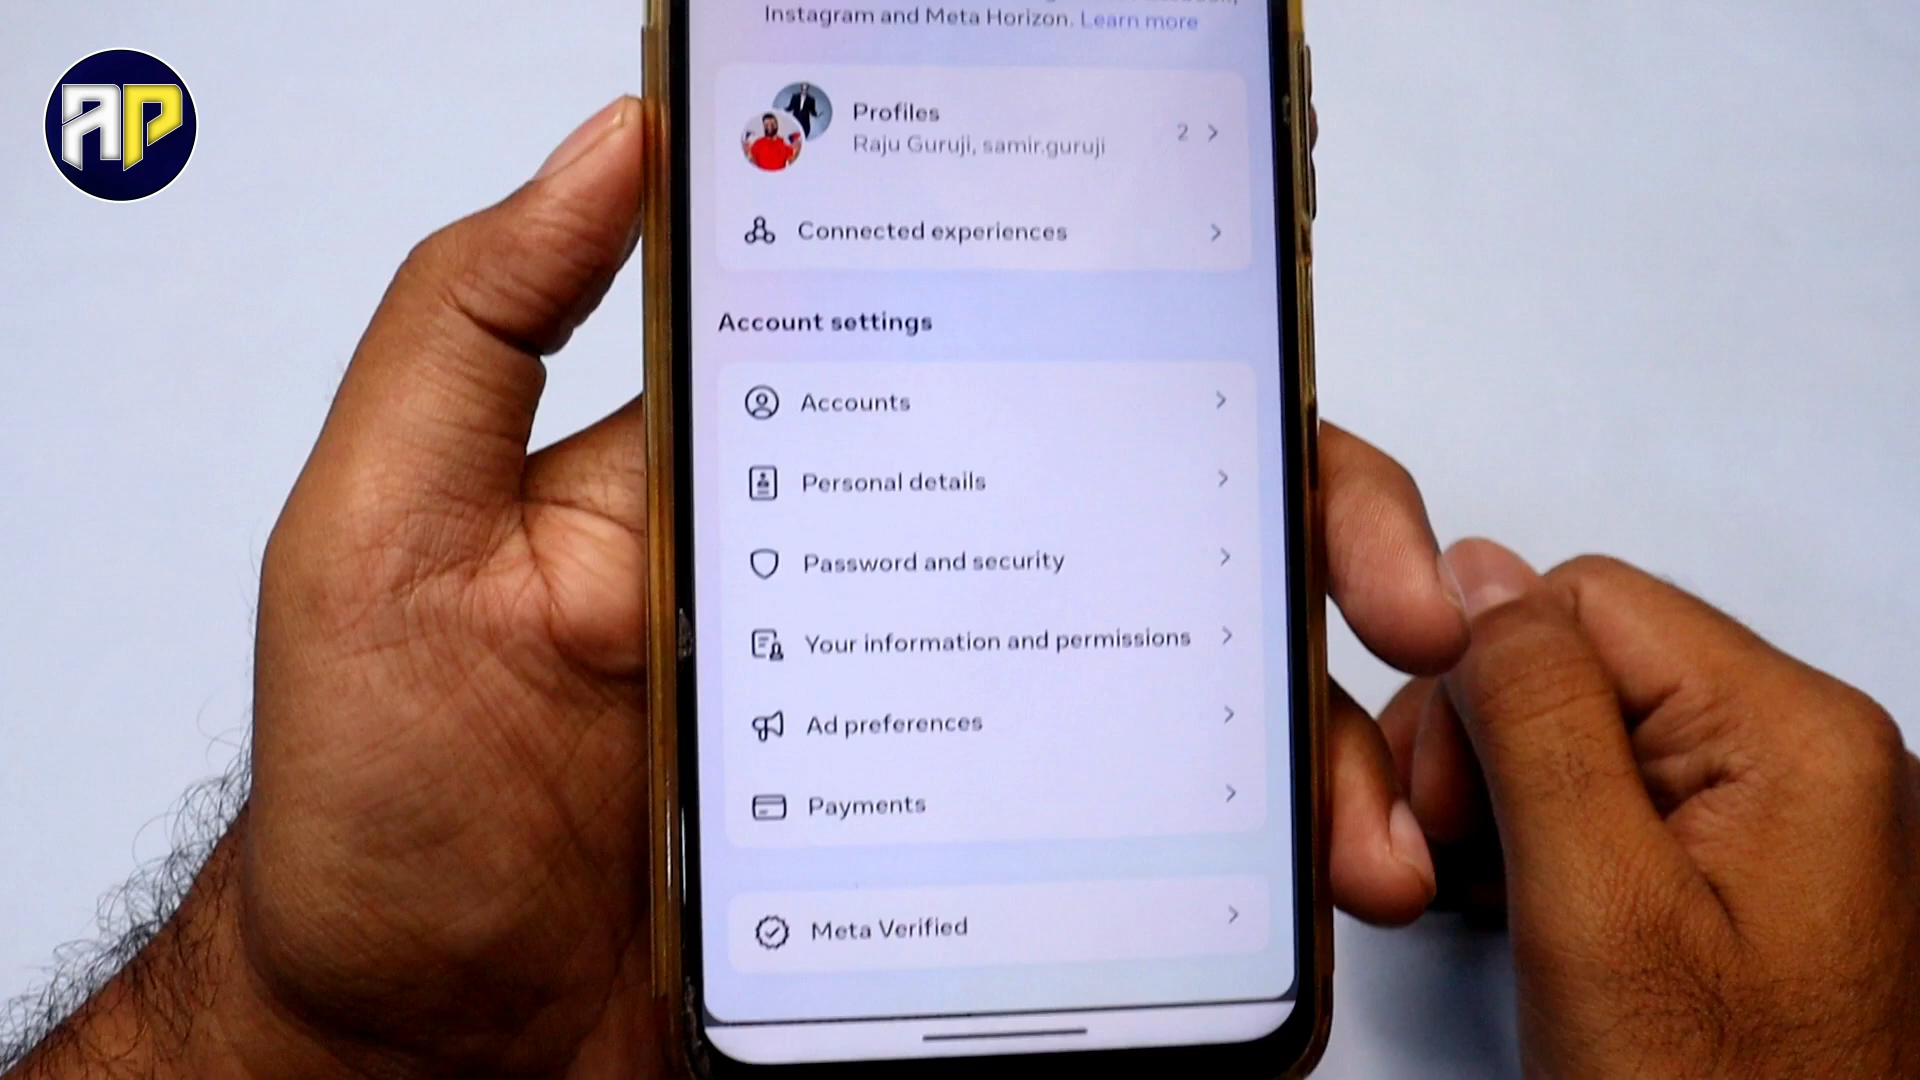 AP
Instagram and Meta Horizon. Learn more
Profiles
Raju Guruji, samir.guruji
2
Connected experiences
Account settings
Accounts
Personal details
Password and security
Your information and permissions
Ad preferences
Payments
Meta Verified